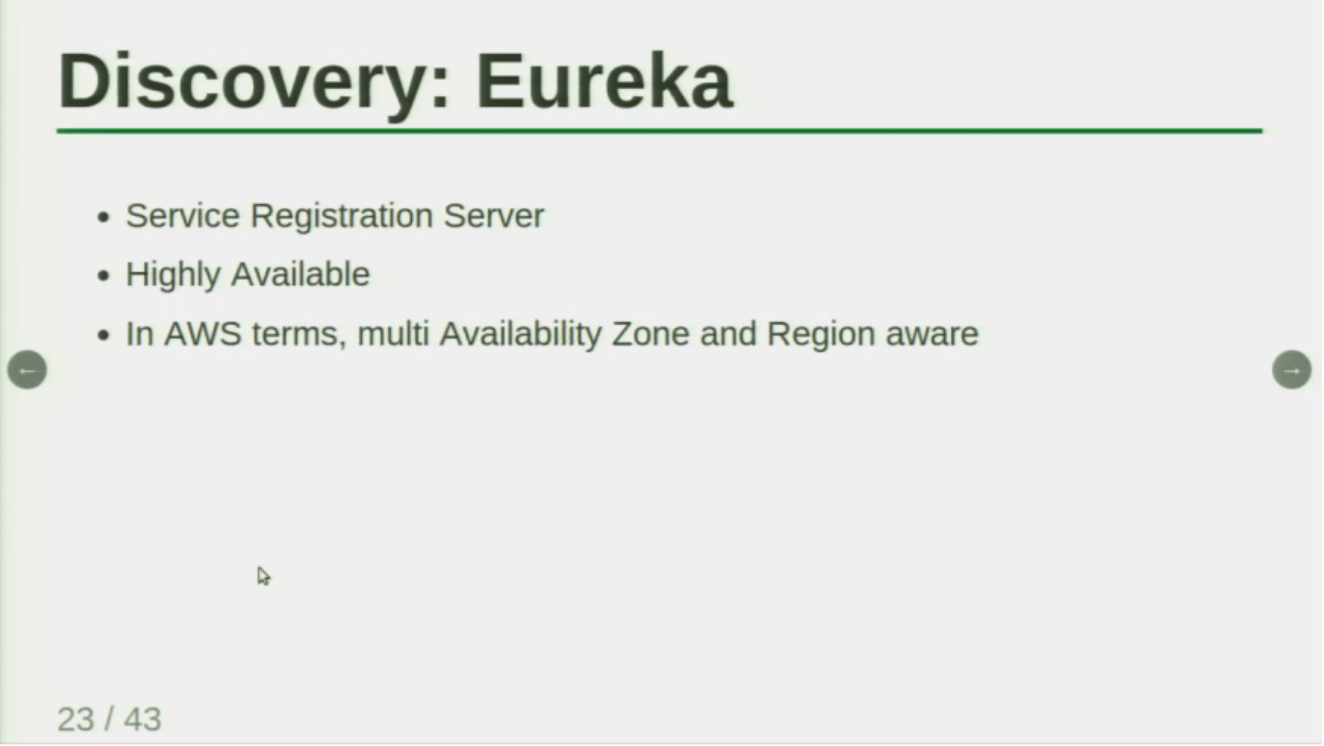 Discovery: Eureka
Service Registration Server
Highly Available
In AWS terms, multi Availability Zone and Region aware
←
→
23 / 43